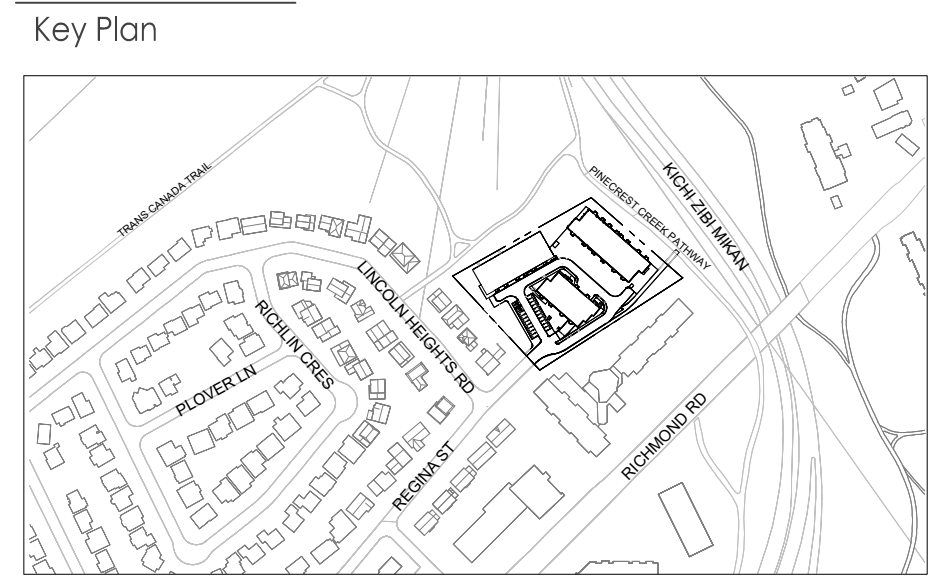 Key Plan
TRANS CANADA TRAIL
PINECREST CREEK PATHWAY
KICHI ZIBI MIKAN
LINCOLN HEIGHTS RD
RICHLIN CRES
PLOVER LN
REGINA ST
RICHMOND RD